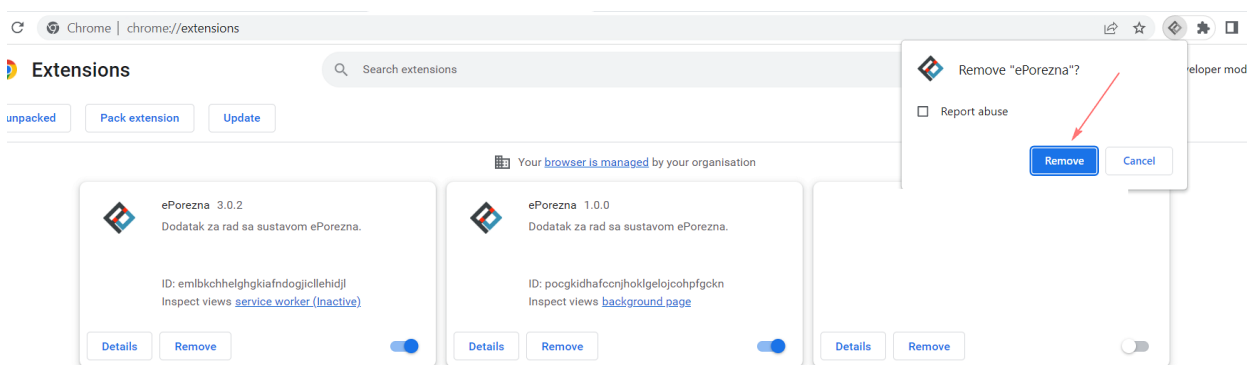 Chrome | chrome://extensions
Extensions
Search extensions
Remove "ePorezna"?
Report abuse
Remove
Cancel
veloper mod
unpacked
Pack extension
Update
Your browser is managed by your organisation
ePorezna 3.0.2
Dodatak za rad sa sustavom ePorezna.
ID: emlbkchhelghgkiafndogjicllehidjl
Inspect views service worker (Inactive)
Details
Remove
ePorezna 1.0.0
Dodatak za rad sa sustavom ePorezna.
ID: pocgkidhafccnjhoklgelojcohpfgckn
Inspect views background page
Details
Remove
Details
Remove